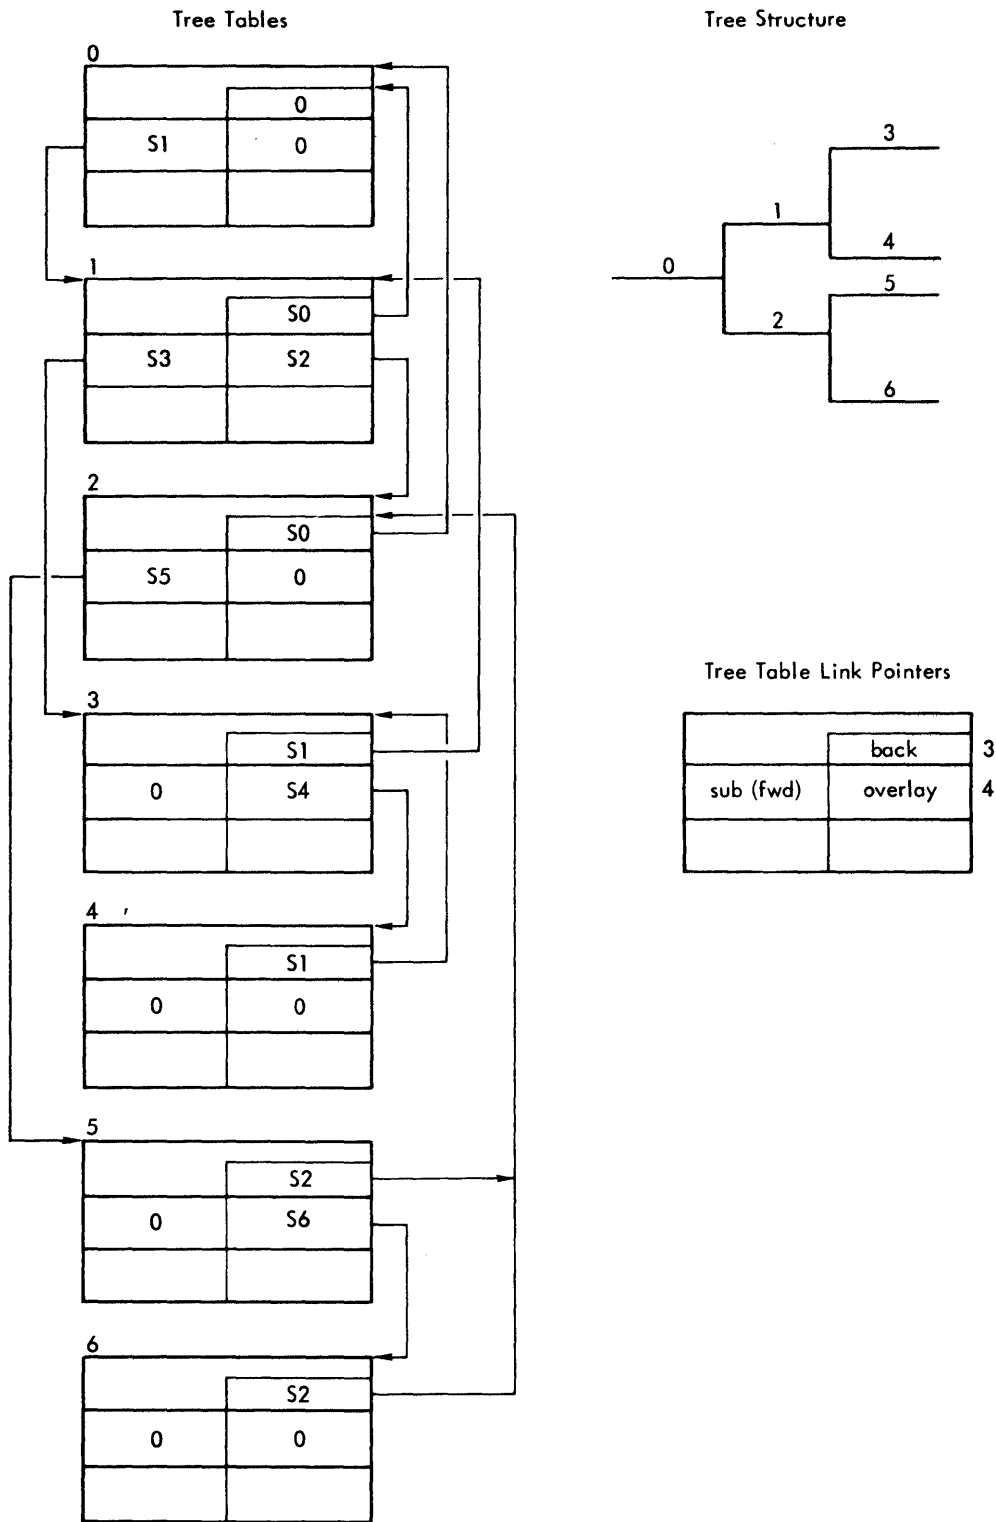 Tree Tables
0
0
S1 0
1
S0
S3 S2
2
S0
S5 0
3
S1
0 S4
4
S1
0 0
5
S2
0 S6
6
S2
0 0
Tree Structure
3
1
4
0
5
2
6
Tree Table Link Pointers
back 3
sub (fwd) overlay 4